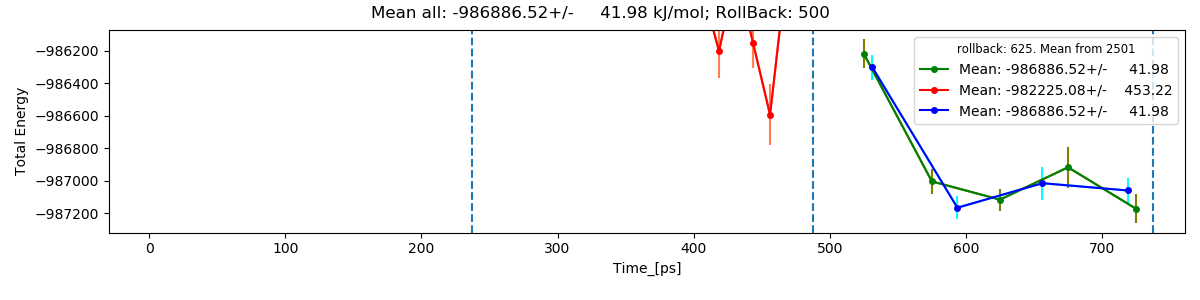 Mean all: -986886.52+/- 41.98 kJ/mol; RollBack: 500
rollback: 625. Mean from 2501
Mean: -986886.52+/- 41.98
Mean: -982225.08+/- 453.22
Mean: -986886.52+/- 41.98
Total Energy
−986200
−986400
−986600
−986800
−987000
−987200
0 100 200 300 400 500 600 700
Time_[ps]